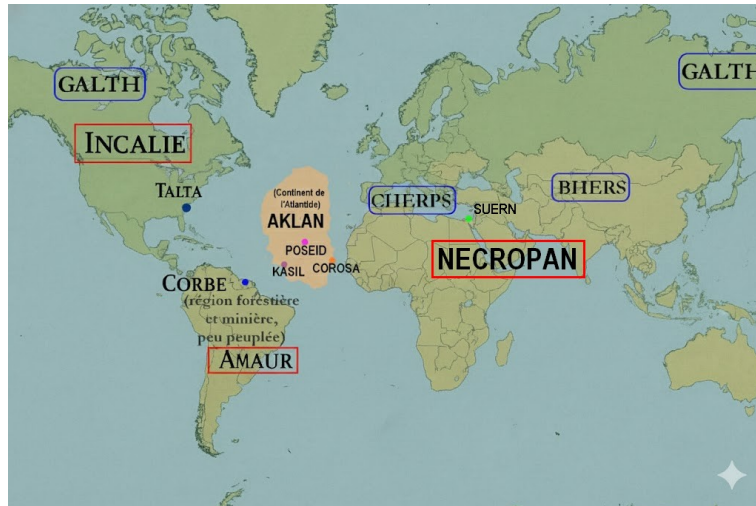 GALTH
GALTH
INCALIE
TALTA
(Continent de
l'Atlantide)
AKLAN
POSEID
KASIL
COROSA
CHERPS
BHERS
SUERN
NECROPAN
CORBE
(région forestière
et minière,
peu peuplée)
AMAUR